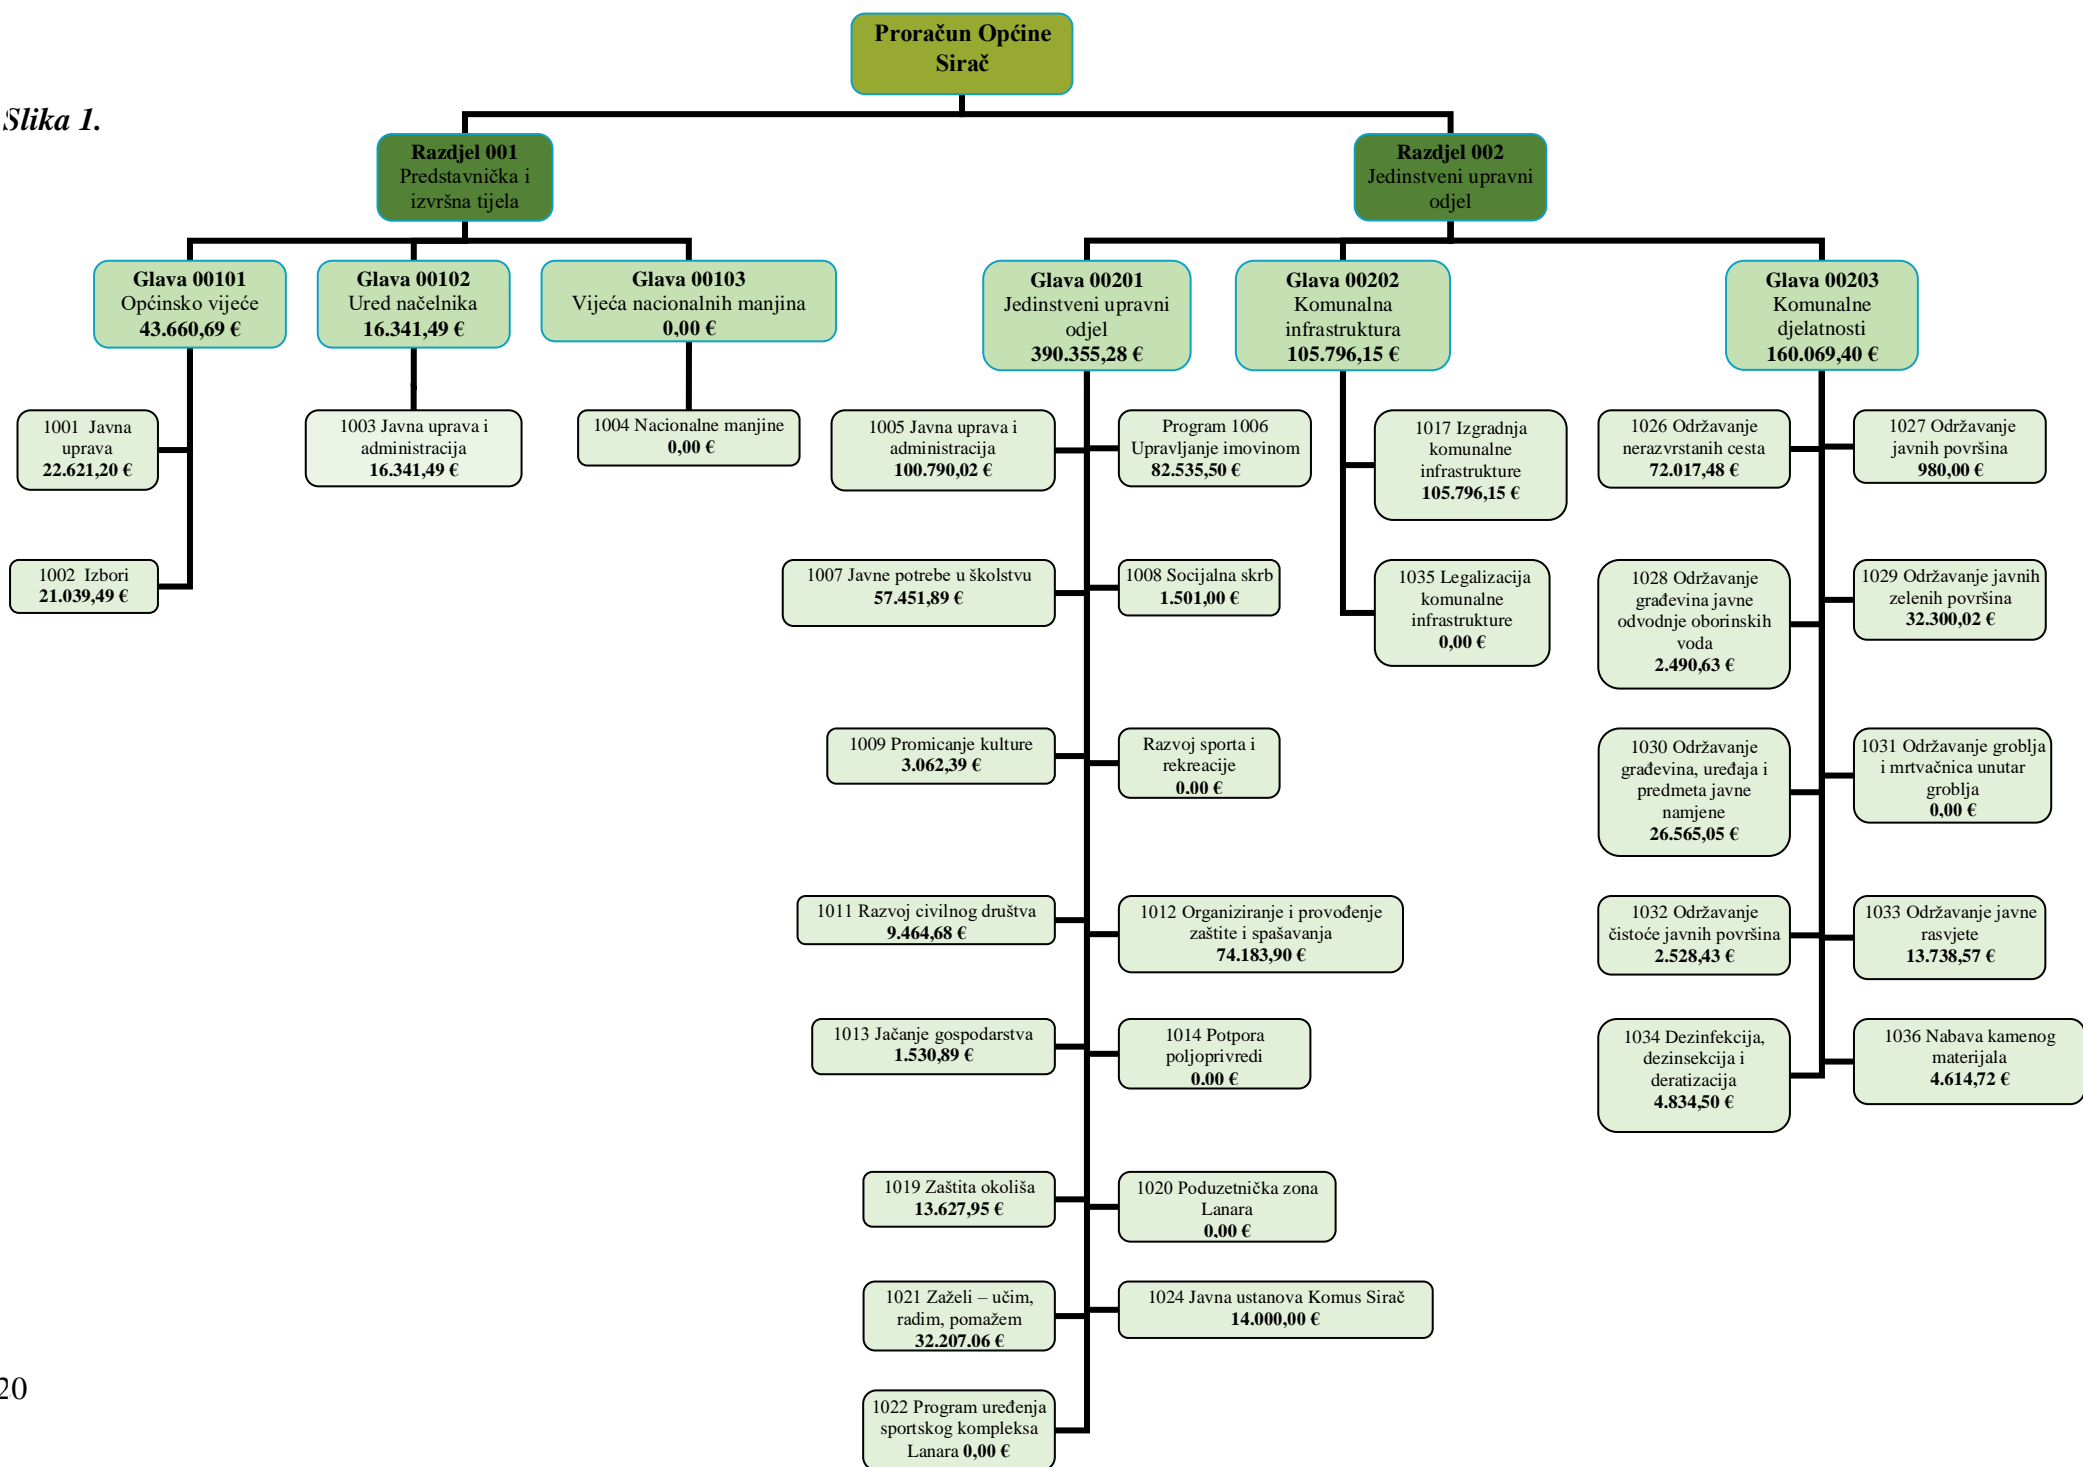 Proračun Općine
Sirač
Slika 1.
Razdjel 001
Predstavnička i
izvršna tijela
Razdjel 002
Jedinstveni upravni
odjel
Glava 00101
Općinsko vijeće
43.660,69 €
Glava 00102
Ured načelnika
16.341,49 €
Glava 00103
Vijeća nacionalnih manjina
0,00 €
Glava 00201
Jedinstveni upravni
odjel
390.355,28 €
Glava 00202
Komunalna
infrastruktura
105.796,15 €
Glava 00203
Komunalne
djelatnosti
160.069,40 €
1001 Javna
uprava
22.621,20 €
1003 Javna uprava i
administracija
16.341,49 €
1004 Nacionalne manjine
0,00 €
1005 Javna uprava i
administracija
100.790,02 €
Program 1006
Upravljanje imovinom
82.535,50 €
1017 Izgradnja
komunalne
infrastrukture
105.796,15 €
1026 Održavanje
nerazvrstanih cesta
72.017,48 €
1027 Održavanje
javnih površina
980,00 €
1002 Izbori
21.039,49 €
1007 Javne potrebe u školstvu
57.451,89 €
1008 Socijalna skrb
1.501,00 €
1035 Legalizacija
komunalne
infrastrukture
0,00 €
1028 Održavanje
građevina javne
odvodnje oborinskih
voda
2.490,63 €
1029 Održavanje javnih
zelenih površina
32.300,02 €
1009 Promicanje kulture
3.062,39 €
Razvoj sporta i
rekreacije
0,00 €
1030 Održavanje
građevina, uređaja i
predmeta javne
namjene
26.565,05 €
1031 Održavanje groblja
i mrtvačnica unutar
groblja
0,00 €
1011 Razvoj civilnog društva
9.464,68 €
1012 Organiziranje i provođenje
zaštite i spašavanja
74.183,90 €
1032 Održavanje
čistoće javnih površina
2.528,43 €
1033 Održavanje javne
rasvjete
13.738,57 €
1013 Jačanje gospodarstva
1.530,89 €
1014 Potpora
poljoprivredi
0,00 €
1034 Dezinfekcija,
dezinsekcija i
deratizacija
4.834,50 €
1036 Nabava kamenog
materijala
4.614,72 €
1019 Zaštita okoliša
13.627,95 €
1020 Poduzetnička zona
Lanara
0,00 €
1021 Zaželi – učim,
radim, pomažem
32.207,06 €
1024 Javna ustanova Komus Sirač
14.000,00 €
20
1022 Program uređenja
sportskog kompleksa
Lanara 0,00 €